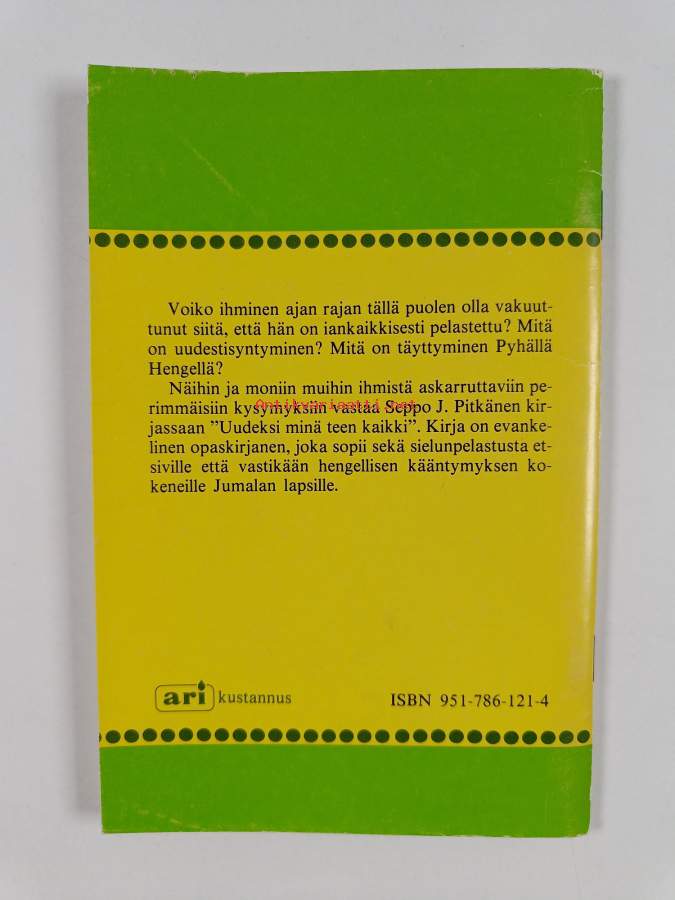 Voiko ihminen ajan rajan tällä puolen olla vakuut-
tunut siitä, että hän on iankaikkisesti pelastettu? Mitä
on uudestisyntyminen? Mitä on täyttyminen Pyhällä
Hengellä?
Näihin ja moniin muihin ihmistä askarruttaviin pe-
rimmäisiin kysymyksiin vastaa Seppo J. Pitkänen kir-
Antikvariaatti.net
jassaan ”Uudeksi minä teen kaikki”. Kirja on evanke-
linen opaskirjanen, joka sopii sekä sielunpelastusta et-
siville että vastikään hengellisen kääntymyksen ko-
keneille Jumalan lapsille.
ari kustannus
ISBN 951-786-121-4